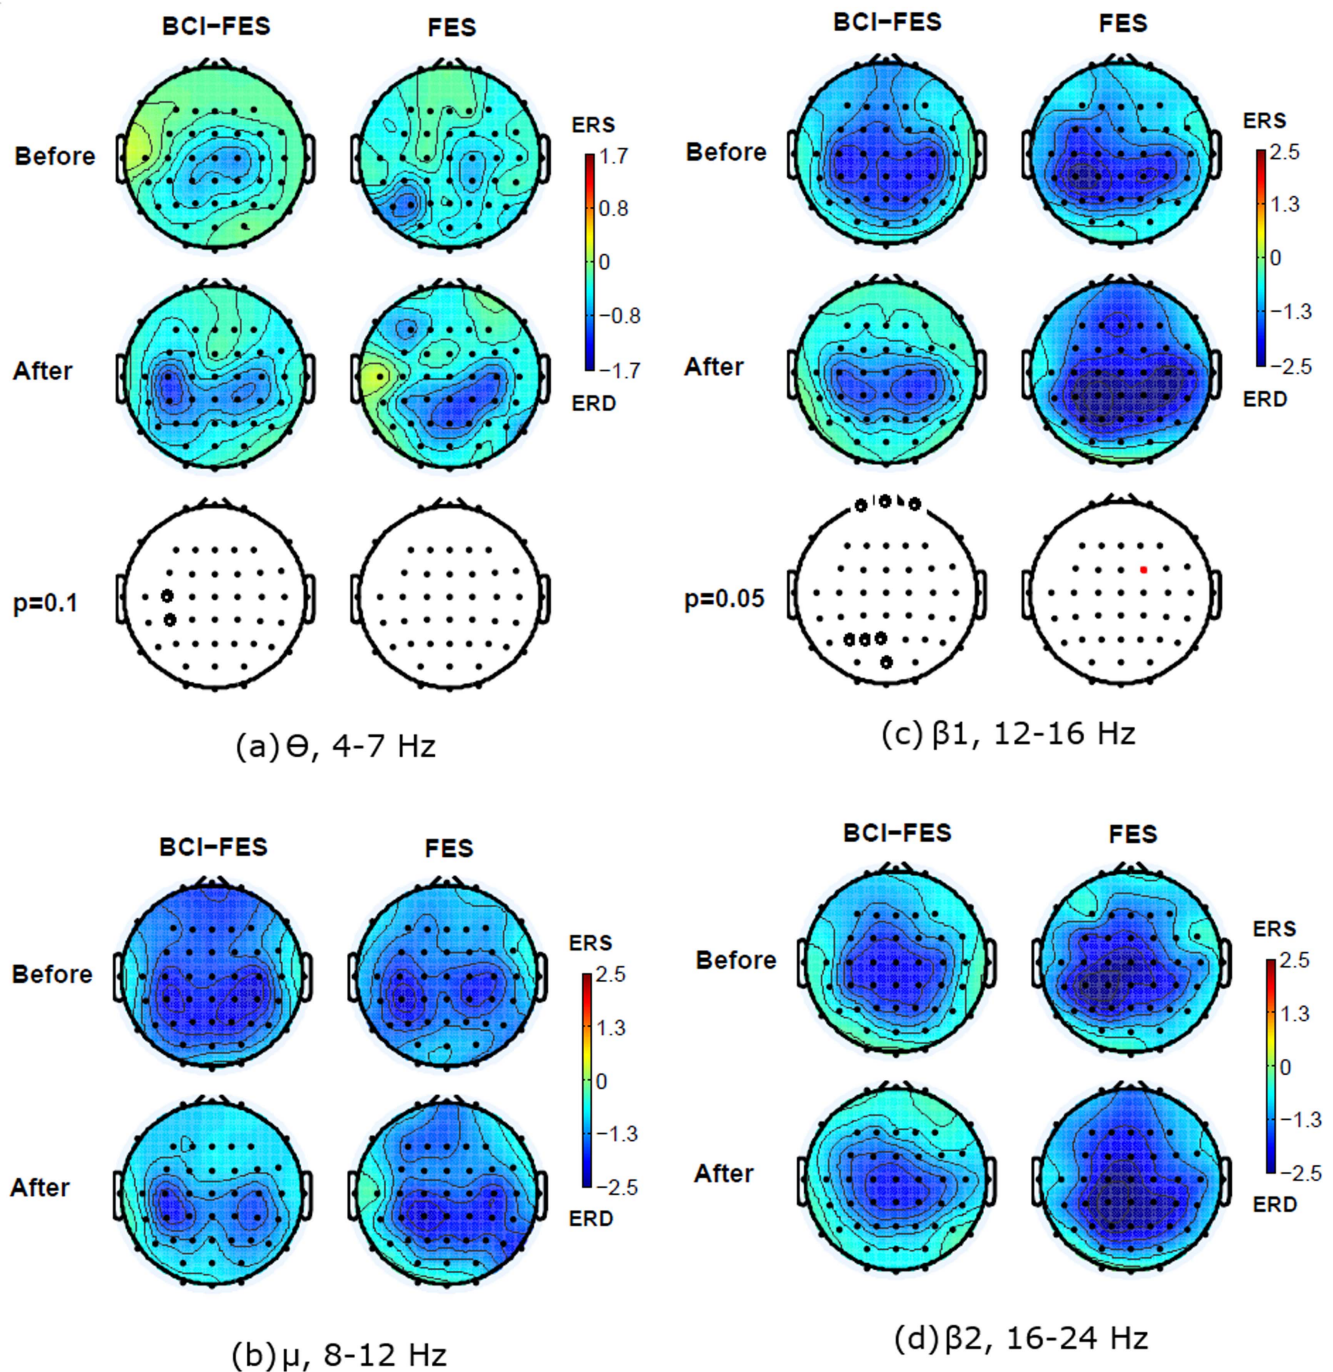 BCI−FES FES
ERS
Before
1.7
0.8
0
−0.8
After
−1.7
ERD
p=0.1
(a) Θ, 4-7 Hz
BCI−FES FES
ERS
Before
2.5
1.3
0
−1.3
After
−2.5
ERD
p=0.05
(c) β1, 12-16 Hz
BCI−FES FES
ERS
Before
2.5
1.3
0
−1.3
After
−2.5
ERD
(b) μ, 8-12 Hz
BCI−FES FES
ERS
Before
2.5
1.3
0
−1.3
After
−2.5
ERD
(d) β2, 16-24 Hz